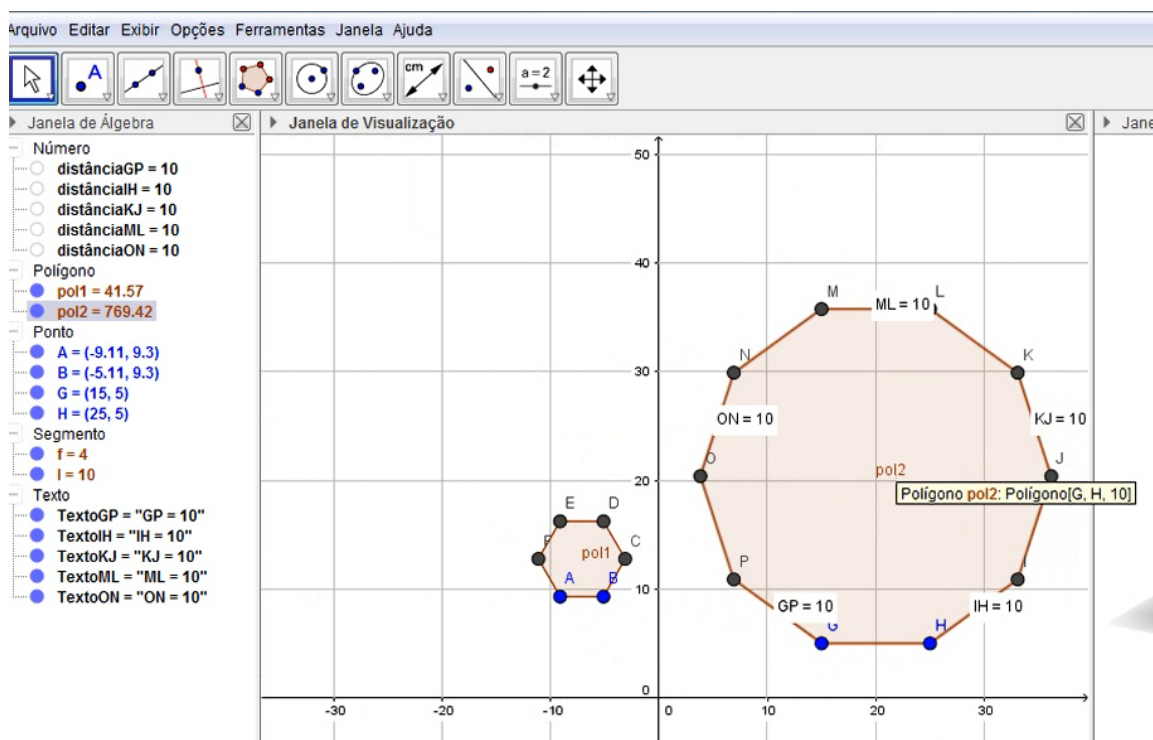 Arquivo Editar Exibir Opções Ferramentas Janela Ajuda
A
cm
a = 2
Janela de Álgebra
Janela de Visualização
Jane
Número
distânciaGP = 10
distânciaIH = 10
distânciaKJ = 10
distânciaML = 10
distânciaON = 10
Polígono
pol1 = 41.57
pol2 = 769.42
Ponto
A = (-9.11, 9.3)
B = (-5.11, 9.3)
G = (15, 5)
H = (25, 5)
Segmento
f = 4
l = 10
Texto
TextoGP = "GP = 10"
TextoIH = "IH = 10"
TextoKJ = "KJ = 10"
TextoML = "ML = 10"
TextoON = "ON = 10"
50
40
M
ML = 10
L
N
K
30
ON = 10
KJ = 10
O
J
pol2
20
Polígono pol2: Polígono[G, H, 10]
E D
F
pol1
C
A B
P
I
10
GP = 10
IH = 10
G
H
0
-30 -20 -10 0 10 20 30